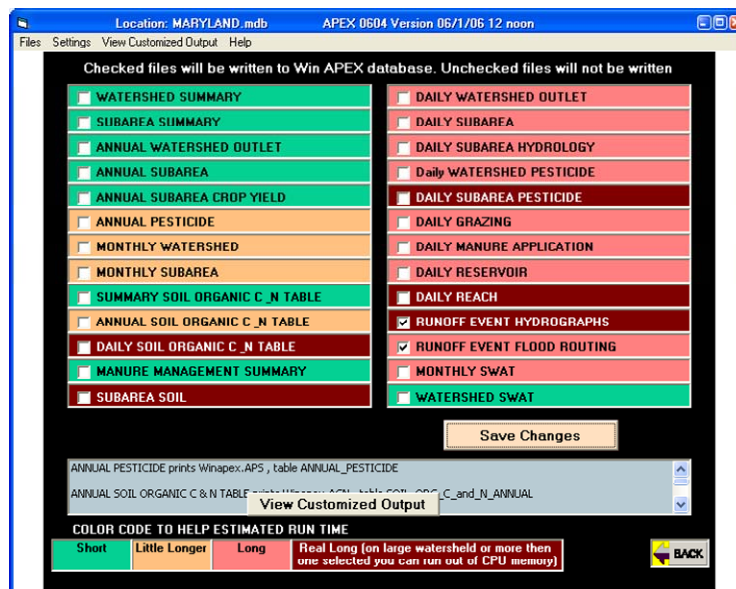 Location: MARYLAND.mdb APEX 0604 Version 06/1/06 12 noon
Files Settings View Customized Output Help
Checked files will be written to Win APEX database. Unchecked files will not be written
WATERSHED SUMMARY
SUBAREA SUMMARY
ANNUAL WATERSHED OUTLET
ANNUAL SUBAREA
ANNUAL SUBAREA CROP YIELD
ANNUAL PESTICIDE
MONTHLY WATERSHED
MONTHLY SUBAREA
SUMMARY SOIL ORGANIC C _N TABLE
ANNUAL SOIL ORGANIC C _N TABLE
DAILY SOIL ORGANIC C _N TABLE
MANURE MANAGEMENT SUMMARY
SUBAREA SOIL
DAILY WATERSHED OUTLET
DAILY SUBAREA
DAILY SUBAREA HYDROLOGY
Daily WATERSHED PESTICIDE
DAILY SUBAREA PESTICIDE
DAILY GRAZING
DAILY MANURE APPLICATION
DAILY RESERVOIR
DAILY REACH
RUNOFF EVENT HYDROGRAPHS
RUNOFF EVENT FLOOD ROUTING
MONTHLY SWAT
WATERSHED SWAT
Save Changes
ANNUAL PESTICIDE prints Winapex.APS , table ANNUAL_PESTICIDE
ANNUAL SOIL ORGANIC C & N TABLE _C_and_N_ANNUAL
View Customized Output
COLOR CODE TO HELP ESTIMATED RUN TIME
Short
Little Longer
Long
Real Long (on large watersheld or more then
one selected you can run out of CPU memory)
BACK